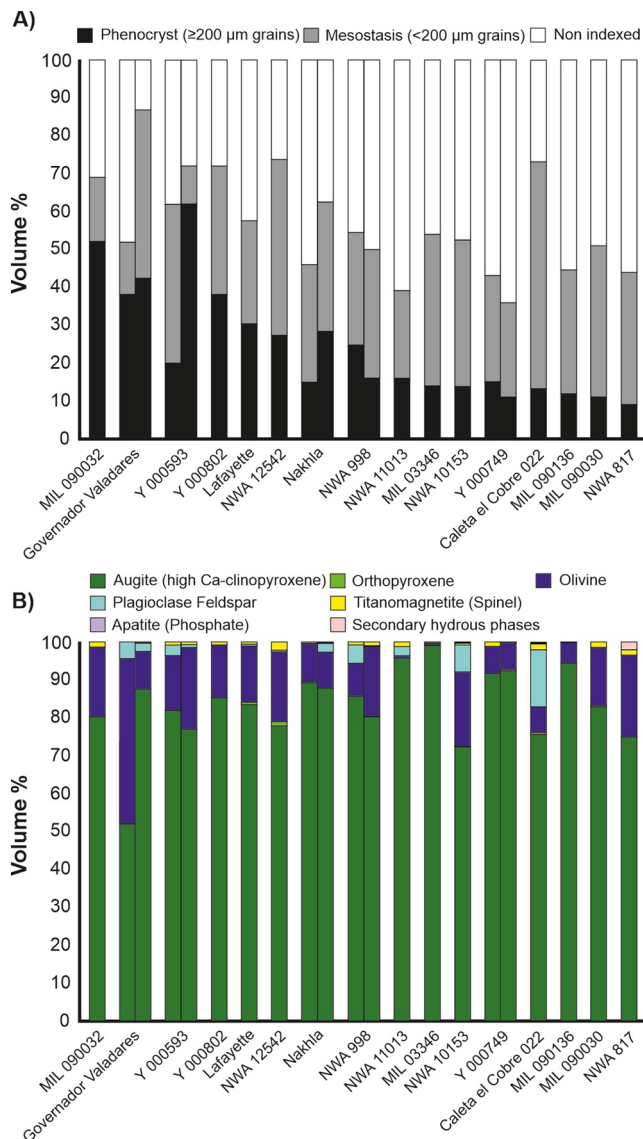 A)
Phenocryst (≥200 µm grains) Mesostasis (<200 µm grains) Non indexed
100
90
80
70
60
50
40
30
20
10
0
Volume %
MIL 090032
Governador Valadares
Y 000593
Y 000802
Lafayette
NWA 12542
Nakhla
NWA 998
NWA 11013
MIL 03346
NWA 10153
Y 000749
Caleta el Cobre 022
MIL 090136
MIL 090030
NWA 817
Augite (high Ca-clinopyroxene) Orthopyroxene Olivine
B) Plagioclase Feldspar Titanomagnetite (Spinel)
Apatite (Phosphate) Secondary hydrous phases
100
90
80
70
60
50
40
30
20
10
0
Volume %
MIL 090032
Governador Valadares
Y 000593
Y 000802
Lafayette
NWA 12542
Nakhla
NWA 998
NWA 11013
MIL 03346
NWA 10153
Y 000749
Caleta el Cobre 022
MIL 090136
MIL 090030
NWA 817